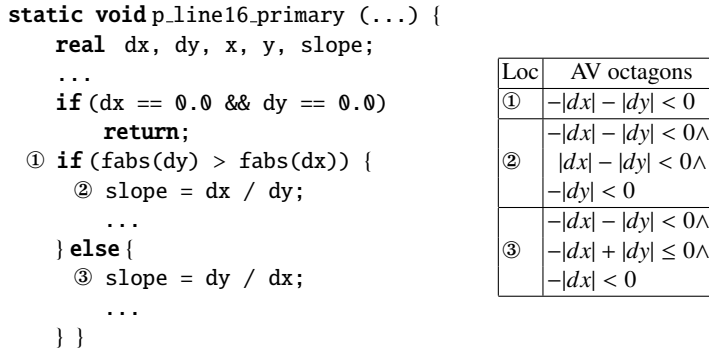 static void p_line16_primary (...) {
real dx, dy, x, y, slope;
...
if (dx == 0.0 && dy == 0.0)
return;
① if (fabs(dy) > fabs(dx)) {
② slope = dx / dy;
...
} else {
③ slope = dy / dx;
...
} }
Loc AV octagons
① −|dx| − |dy| < 0
② −|dx| − |dy| < 0∧
|dx| − |dy| < 0∧
−|dy| < 0
③ −|dx| − |dy| < 0∧
−|dx| + |dy| ≤ 0∧
−|dx| < 0